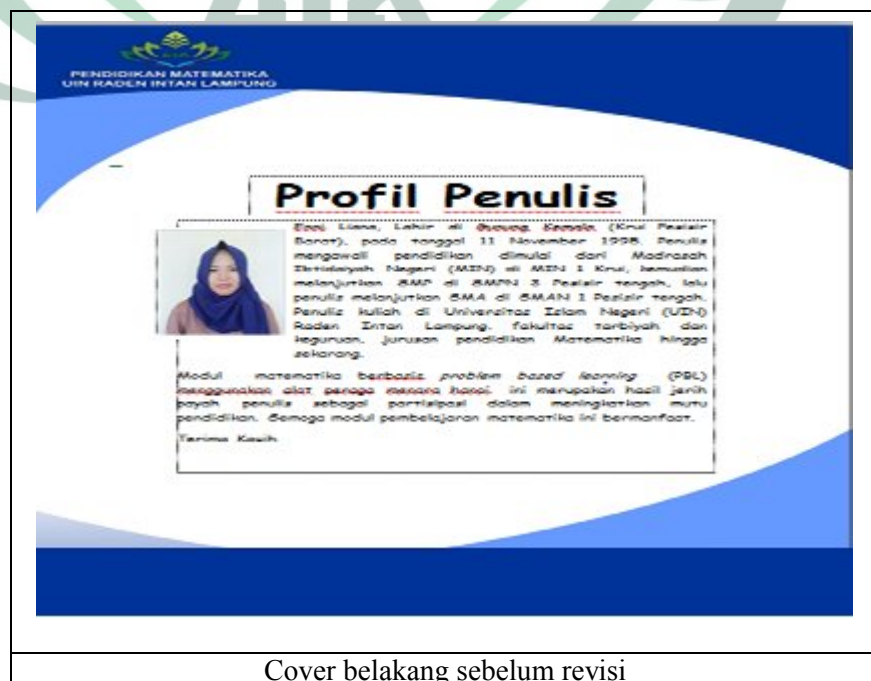 PENDIDIKAN MATEMATIKA
UIN RADEN INTAN LAMPUNG
Profil Penulis
Liana, Lahir di (Krui Pesisir
Barat), pada tanggal 11 November 1998. Penulis
mengawali pendidikan dimulai dari Madrasah
Ibtidaiyah Negeri (MIN) di MIN 1 Krui, kemudian
melanjutkan SMP di SMPN 3 Pesisir tengah, lalu
penulis melanjutkan SMA di SMAN 1 Pesisir tengah.
Penulis kuliah di Universitas Islam Negeri (UIN)
Raden Intan Lampung, fakultas tarbiyah dan
keguruan, jurusan pendidikan Matematika hingga
sekarang.
Modul matematika berbasis problem based learning (PBL)
menggunakan alat peraga menara hanoi ini merupakan hasil jerih
payah penulis sebagai partisipasi dalam meningkatkan mutu
pendidikan. Semoga modul pembelajaran matematika ini bermanfaat.
Terima Kasih
Cover belakang sebelum revisi